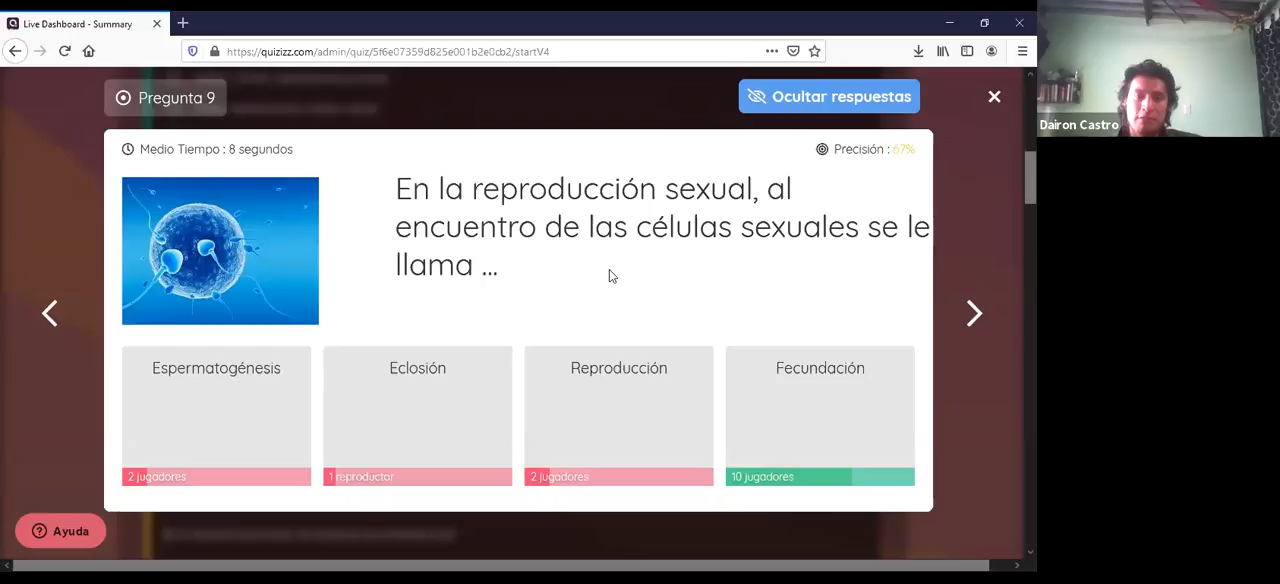 Live Dashboard - Summary
https://quizizz.com/admin/quiz/5f6e07359d825e001b2e0cb2/startV4
Pregunta 9
Ocultar respuestas
Medio Tiempo : 8 segundos
Precisión : 67%
En la reproducción sexual, al
encuentro de las células sexuales se le
llama ...
Espermatogénesis
Eclosión
Reproducción
Fecundación
2 jugadores
1 reproductor
2 jugadores
10 jugadores
Ayuda
Dairon Castro